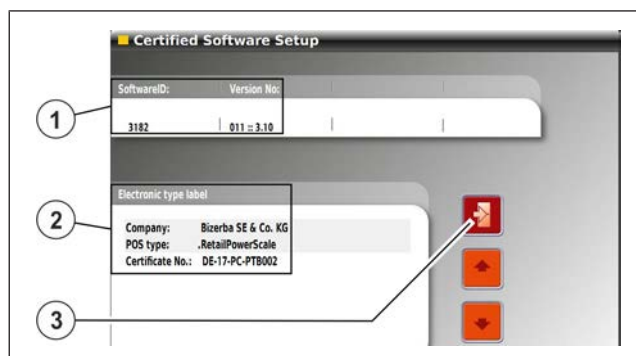 Certified Software Setup
SoftwareID: Version No:
1
3182 011 :: 3.10
Electronic type label
2
Company: Bizerba SE & Co. KG
POS type: .RetailPowerScale
Certificate No.: DE-17-PC-PTB002
3